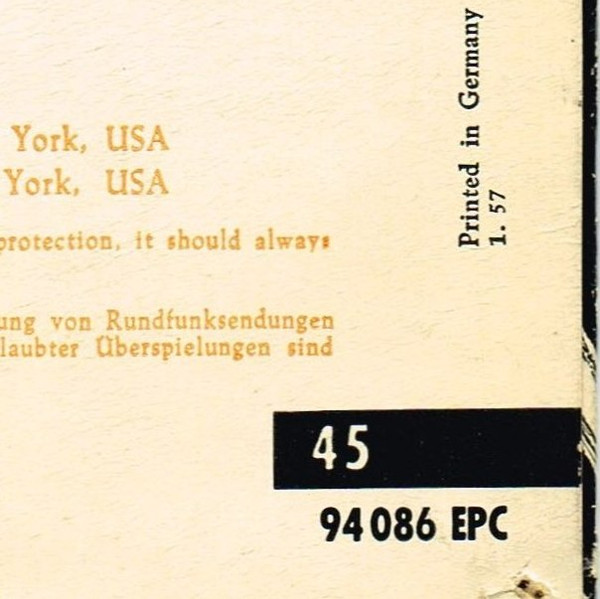 York, USA
York, USA
protection, it should always
ung von Rundfunksendungen
laubter Überspielungen sind
Printed in Germany
1. 57
45
94 086 EPC